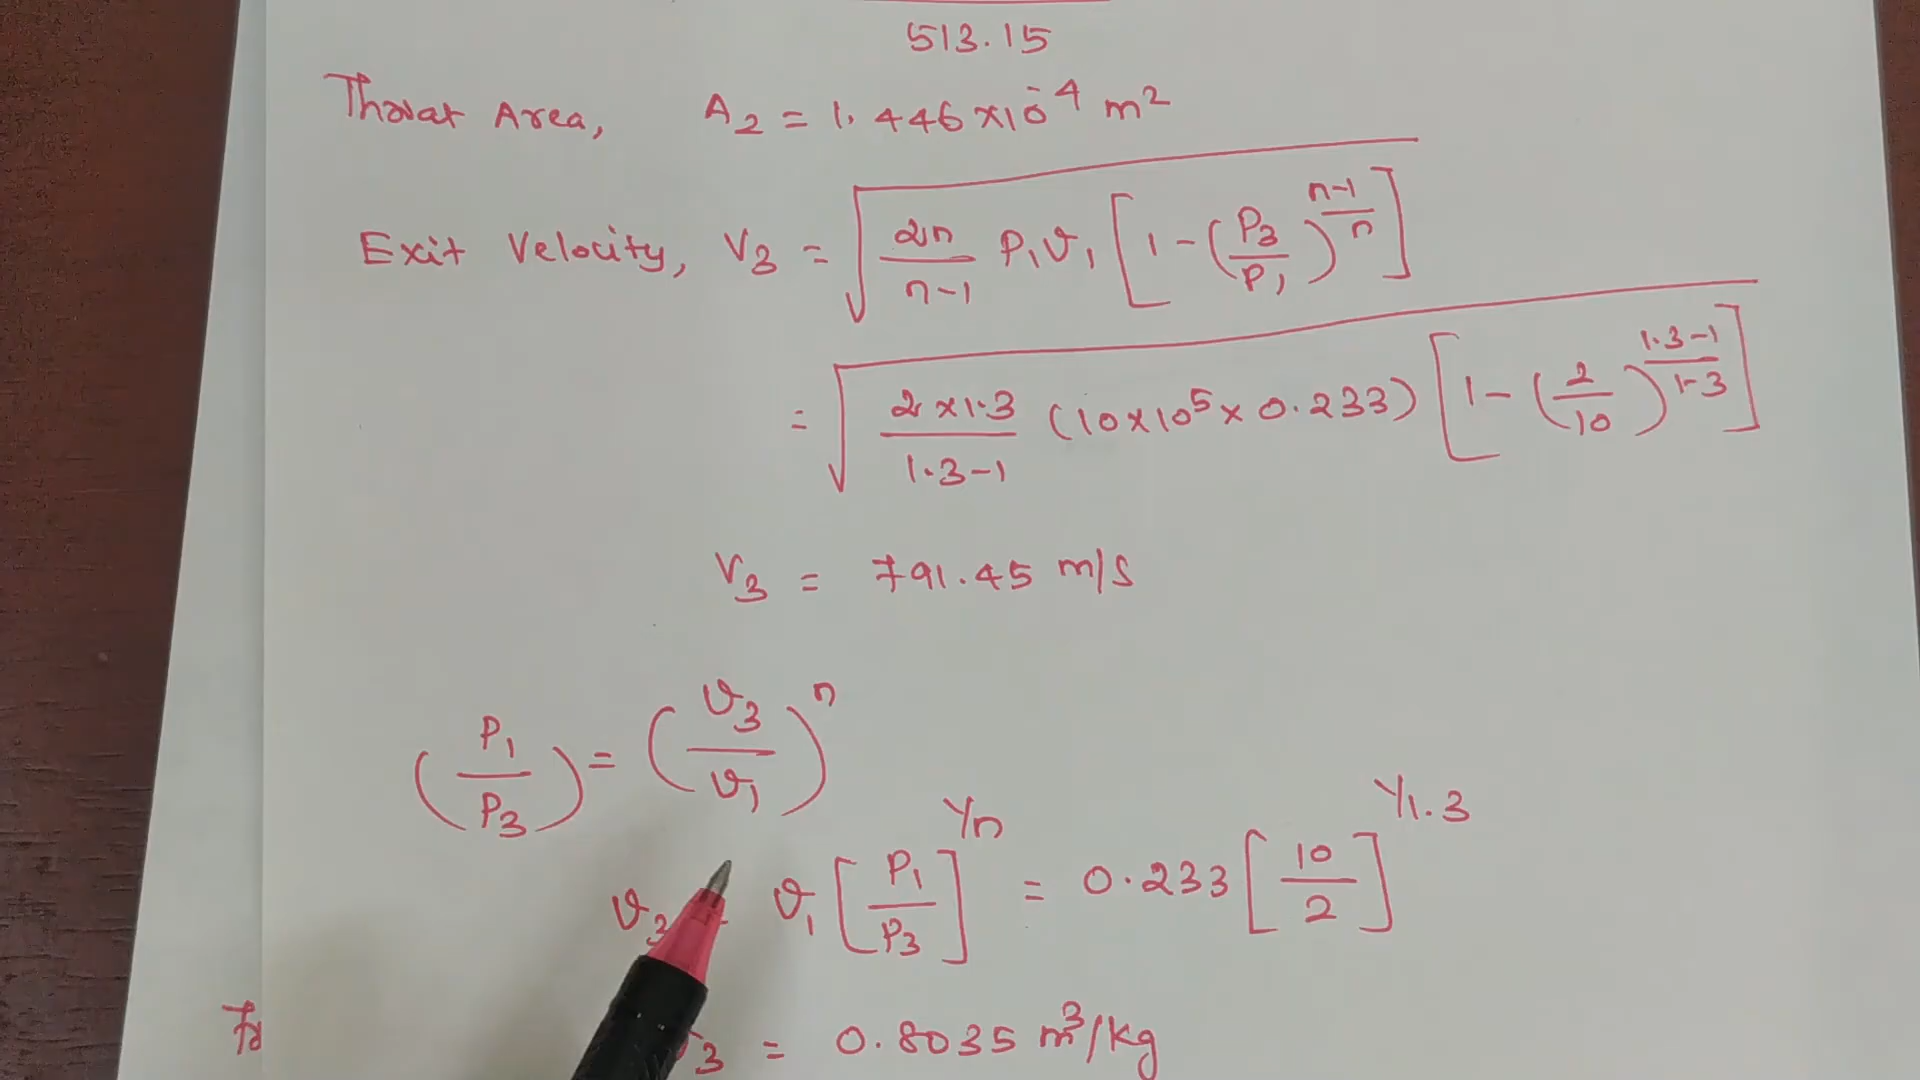 513.15
Throat Area, A₂ = 1.446×10⁻⁴ m²
Exit Velocity, V₃ = √(2n/(n-1) P₁v₁ [1-(P₃/P₁)^((n-1)/n)])
= √((2×1.3)/(1.3-1) (10×10⁵×0.233) [1-(2/10)^((1.3-1)/1.3)])
V₃ = 791.45 m/s
(P₁/P₃) = (v₃/v₁)ⁿ
v₃ = v₁[P₁/P₃]^(1/n) = 0.233[10/2]^(1/1.3)
v₃ = 0.8035 m³/kg